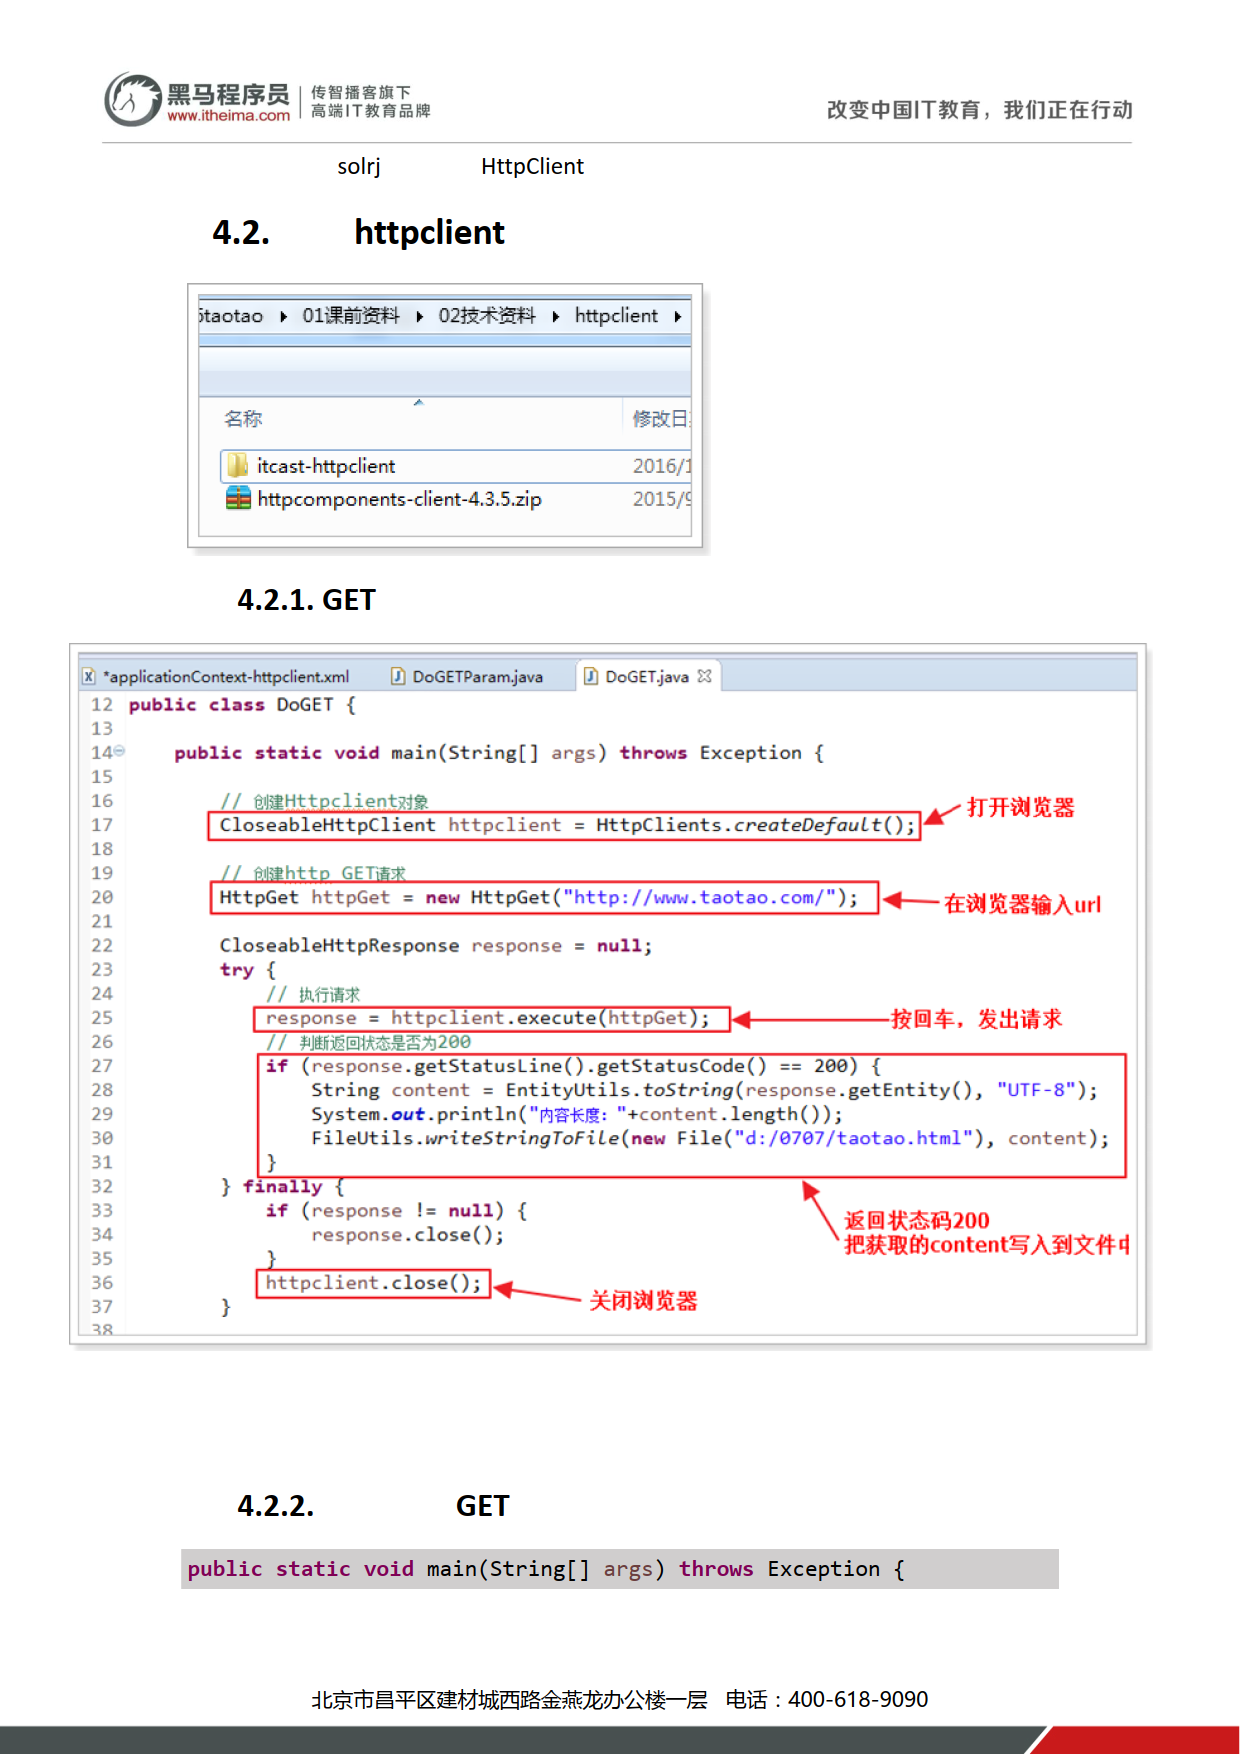 黑马程序员
www.itheima.com
传智播客旗下
高端IT教育品牌
改变中国IT教育，我们正在行动
solrj HttpClient
4.2. httpclient
taotao ▸ 01课前资料 ▸ 02技术资料 ▸ httpclient ▸
名称 修改日
itcast-httpclient 2016/1
httpcomponents-client-4.3.5.zip 2015/9
4.2.1. GET
*applicationContext-httpclient.xml DoGETParam.java DoGET.java
12 public class DoGET {
13
14 public static void main(String[] args) throws Exception {
15
16 // 创建Httpclient对象
打开浏览器
17 CloseableHttpClient httpclient = HttpClients.createDefault();
18
19 // 创建http GET请求
20 HttpGet httpGet = new HttpGet("http://www.taotao.com/");
在浏览器输入url
21
22 CloseableHttpResponse response = null;
23 try {
24 // 执行请求
25 response = httpclient.execute(httpGet);
按回车，发出请求
26 // 判断返回状态是否为200
27 if (response.getStatusLine().getStatusCode() == 200) {
28 String content = EntityUtils.toString(response.getEntity(), "UTF-8");
29 System.out.println("内容长度："+content.length());
30 FileUtils.writeStringToFile(new File("d:/0707/taotao.html"), content);
31 }
32 } finally {
33 if (response != null) {
返回状态码200
34 response.close();
把获取的content写入到文件中
35 }
36 httpclient.close();
关闭浏览器
37 }
38
4.2.2. GET
public static void main(String[] args) throws Exception {
北京市昌平区建材城西路金燕龙办公楼一层 电话：400-618-9090